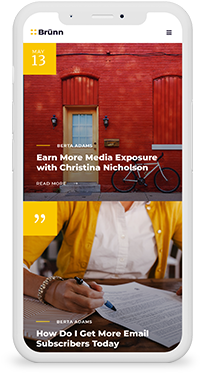 Brünn
MAR
13
BERTA ADAMS
Earn More Media Exposure
with Christina Nicholson
READ MORE
”
BERTA ADAMS
How Do I Get More Email
Subscribers Today